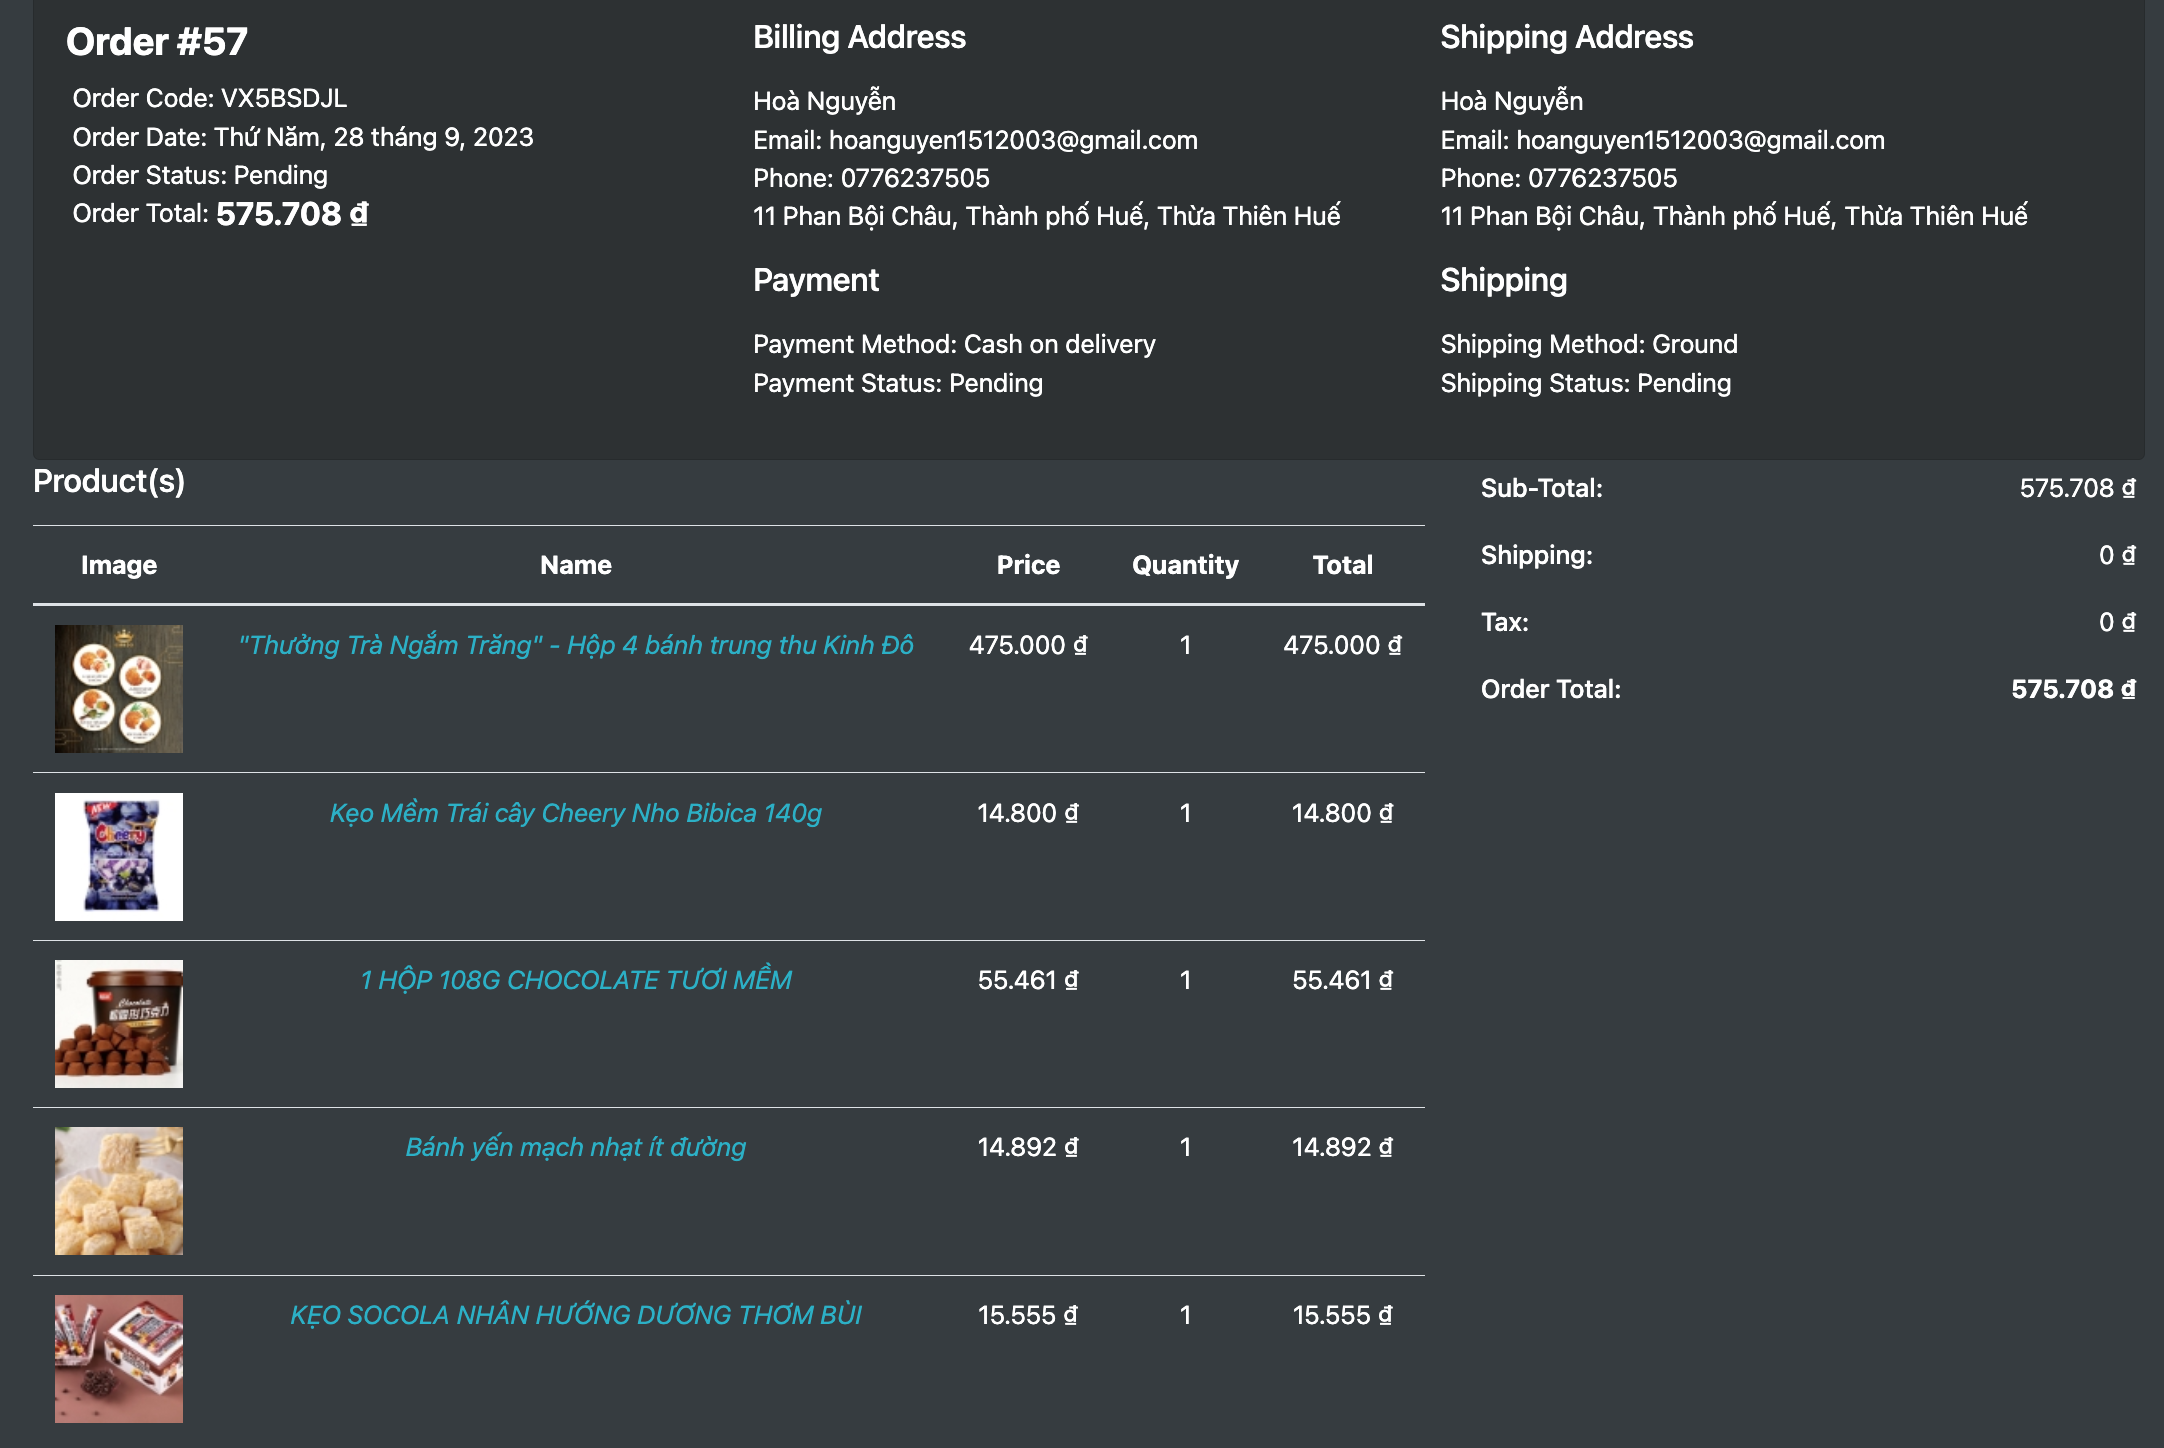 Order #57
Order Code: VX5BSDJL
Order Date: Thứ Năm, 28 tháng 9, 2023
Order Status: Pending
Order Total: 575.708 ₫
Billing Address
Hoà Nguyễn
Email: hoanguyen1512003@gmail.com
Phone: 0776237505
11 Phan Bội Châu, Thành phố Huế, Thừa Thiên Huế
Payment
Payment Method: Cash on delivery
Payment Status: Pending
Shipping Address
Hoà Nguyễn
Email: hoanguyen1512003@gmail.com
Phone: 0776237505
11 Phan Bội Châu, Thành phố Huế, Thừa Thiên Huế
Shipping
Shipping Method: Ground
Shipping Status: Pending
Product(s)
Image Name Price Quantity Total
"Thưởng Trà Ngắm Trăng" - Hộp 4 bánh trung thu Kinh Đô 475.000 ₫ 1 475.000 ₫
NEW
Cheery
Kẹo Mềm Trái cây Cheery Nho Bibica 140g 14.800 ₫ 1 14.800 ₫
Chocolate
1 HỘP 108G CHOCOLATE TƯƠI MỀM 55.461 ₫ 1 55.461 ₫
Bánh yến mạch nhạt ít đường 14.892 ₫ 1 14.892 ₫
KẸO SOCOLA NHÂN HƯỚNG DƯƠNG THƠM BÙI 15.555 ₫ 1 15.555 ₫
Sub-Total: 575.708 ₫
Shipping: 0 ₫
Tax: 0 ₫
Order Total: 575.708 ₫